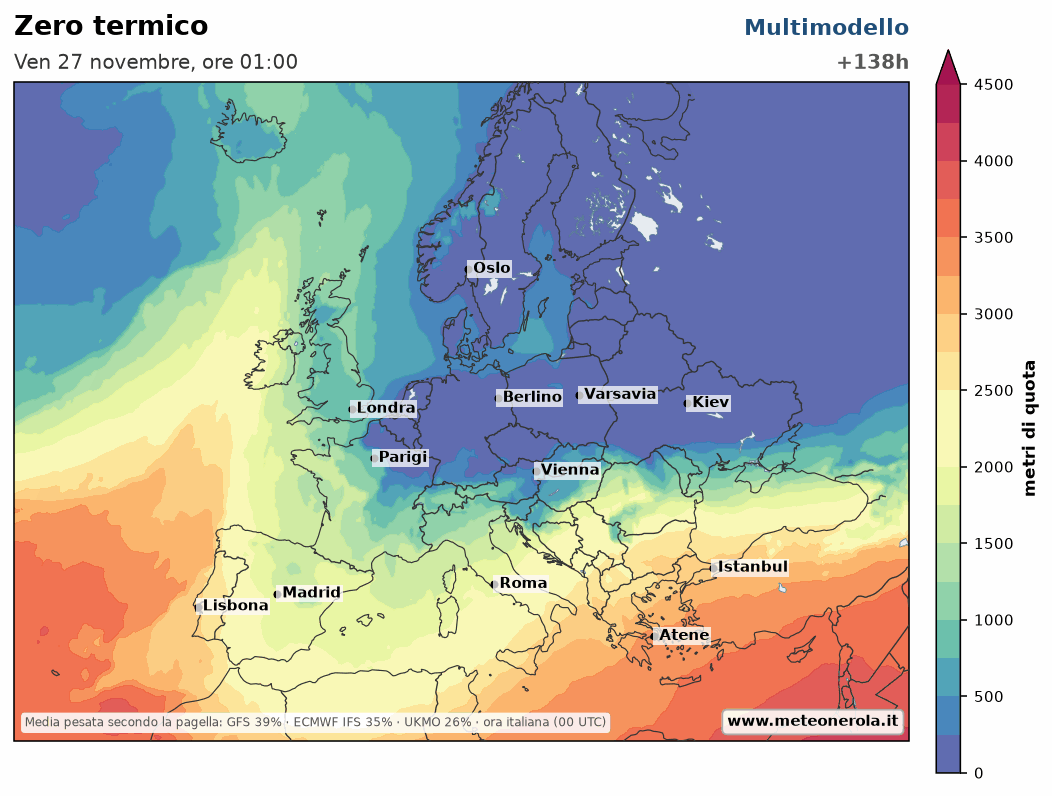 Zero termico
Multimodello
Ven 27 novembre, ore 01:00
+138h
4500
4000
3500
3000
2500
2000
1500
1000
500
0
metri di quota
Oslo
Londra
Berlino
Varsavia
Kiev
Parigi
Vienna
Istanbul
Roma
Madrid
Lisbona
Atene
Media pesata secondo la pagella: GFS 39% · ECMWF IFS 35% · UKMO 26% · ora italiana (00 UTC)
www.meteonerola.it